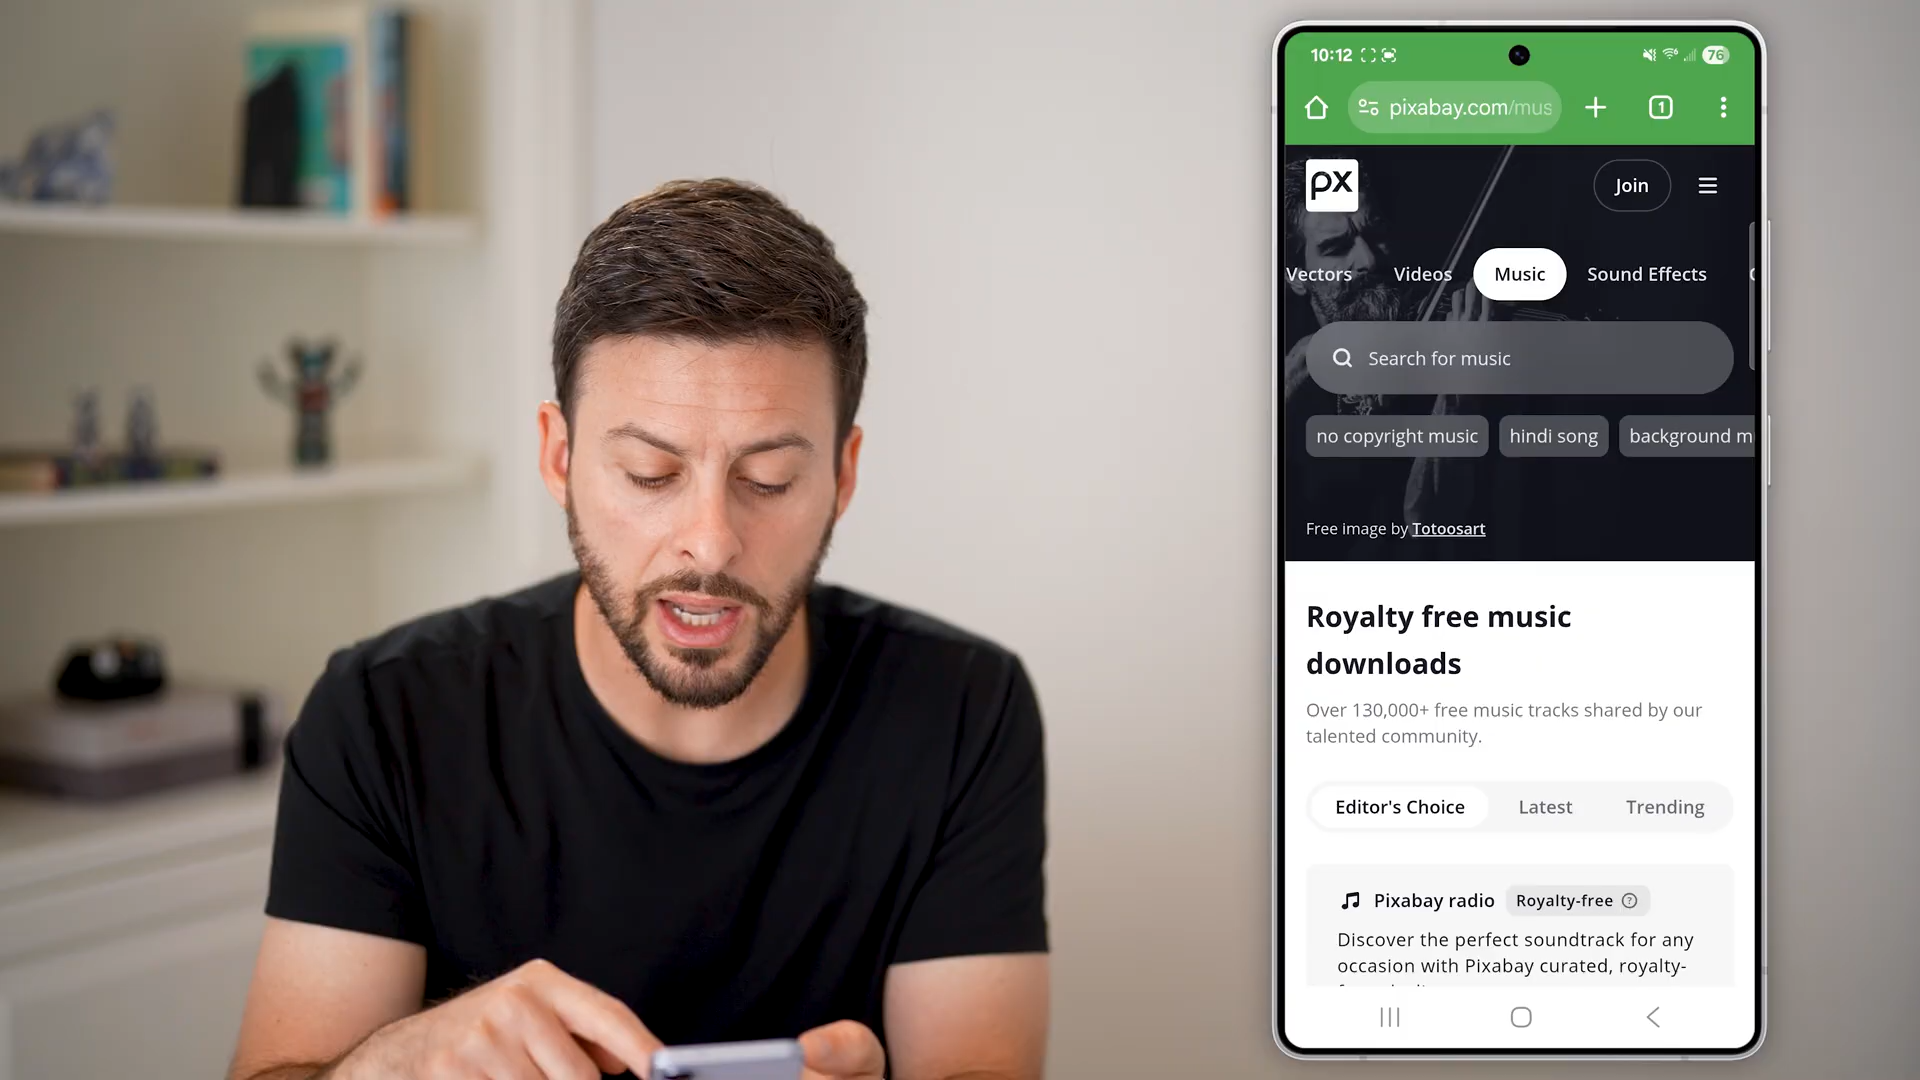 10:12
76
pixabay.com/mus
1
px
Join
Vectors Videos Music Sound Effects
Search for music
no copyright music hindi song background m
Free image by Totoosart
Royalty free music
downloads
Over 130,000+ free music tracks shared by our
talented community.
Editor's Choice Latest Trending
Pixabay radio Royalty-free ?
Discover the perfect soundtrack for any
occasion with Pixabay curated, royalty-